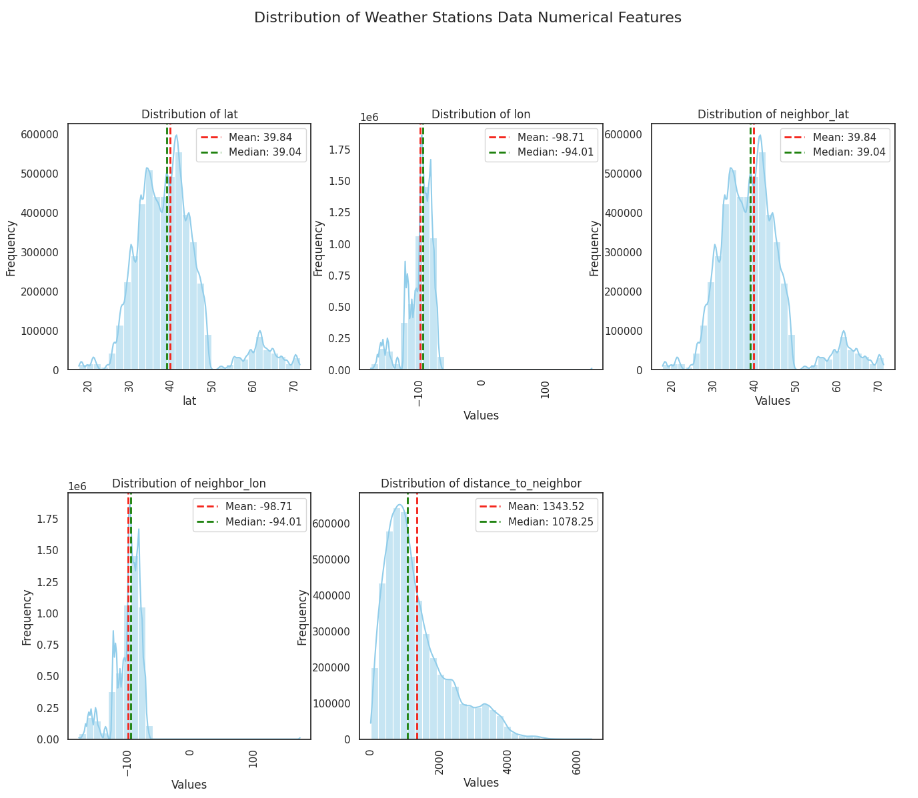 Distribution of Weather Stations Data Numerical Features
Distribution of lat
Mean: 39.84
Median: 39.04
Frequency
600000
500000
400000
300000
200000
100000
0
20
30
40
50
60
70
lat
Distribution of lon
1e6
Mean: -98.71
Median: -94.01
Frequency
1.75
1.50
1.25
1.00
0.75
0.50
0.25
0.00
−100
0
100
Values
Distribution of neighbor_lat
Mean: 39.84
Median: 39.04
Frequency
600000
500000
400000
300000
200000
100000
0
20
30
40
50
60
70
Values
Distribution of neighbor_lon
1e6
Mean: -98.71
Median: -94.01
Frequency
1.75
1.50
1.25
1.00
0.75
0.50
0.25
0.00
−100
0
100
Values
Distribution of distance_to_neighbor
Mean: 1343.52
Median: 1078.25
Frequency
600000
500000
400000
300000
200000
100000
0
0
2000
4000
6000
Values